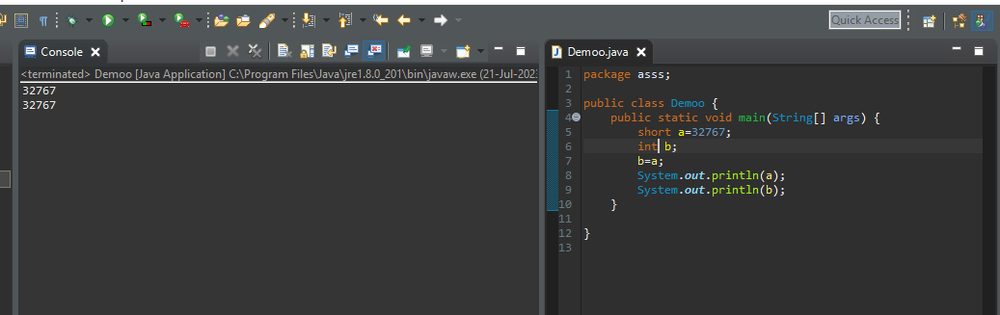 Quick Access
Console
<terminated> Demoo [Java Application] C:\Program Files\Java\jre1.8.0_201\bin\javaw.exe (21-Jul-202
32767
32767
Demoo.java
1 package asss;
2
3 public class Demoo {
4 public static void main(String[] args) {
5 short a=32767;
6 int b;
7 b=a;
8 System.out.println(a);
9 System.out.println(b);
10 }
11
12 }
13